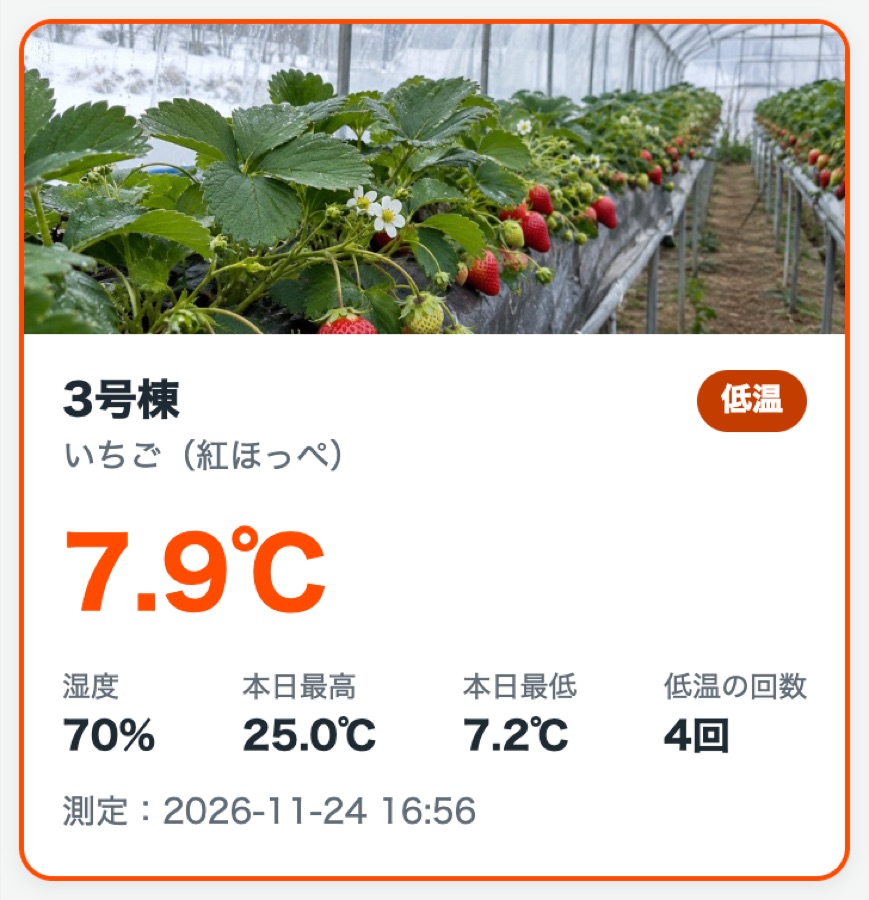 3号棟
低温
いちご（紅ほっぺ）
7.9℃
湿度 本日最高 本日最低 低温の回数
70% 25.0℃ 7.2℃ 4回
測定：2026-11-24 16:56